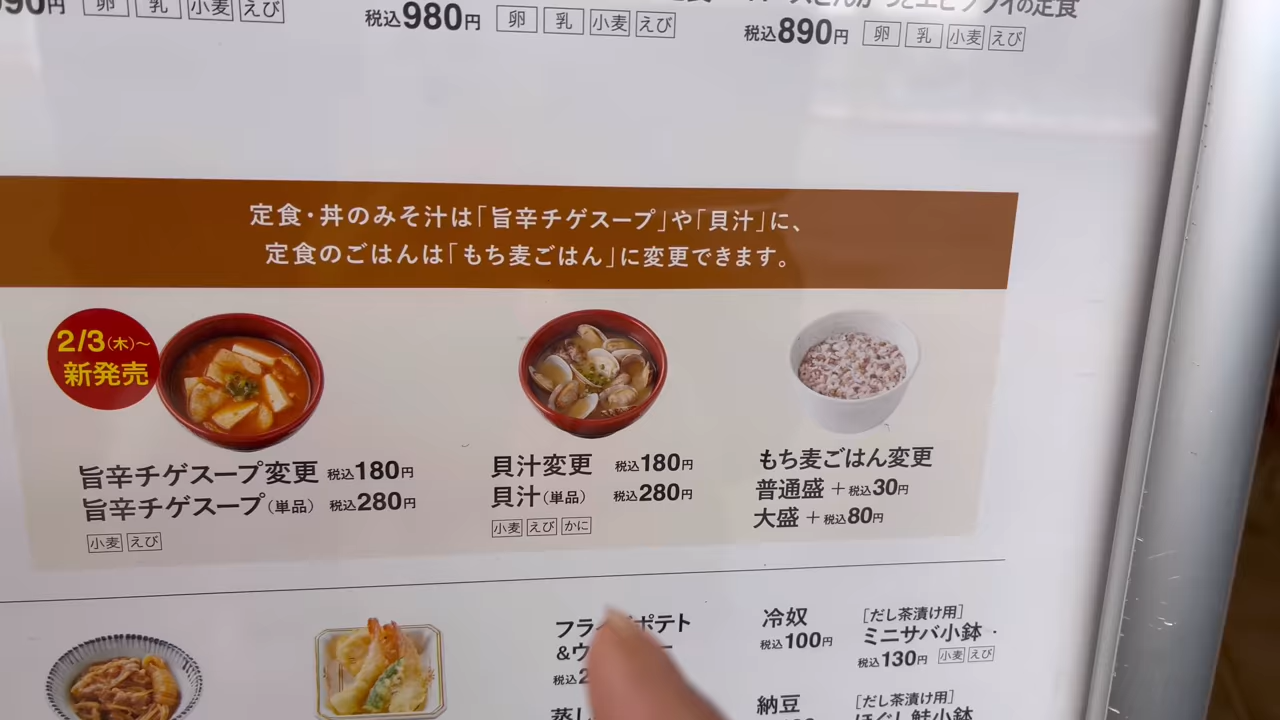 卵 乳 小麦 えび
税込980円 卵 乳 小麦 えび
税込890円 卵 乳 小麦 えび
定食・丼のみそ汁は「旨辛チゲスープ」や「貝汁」に、
定食のごはんは「もち麦ごはん」に変更できます。
2/3(木)〜
新発売
旨辛チゲスープ変更 税込180円
旨辛チゲスープ(単品) 税込280円
小麦 えび
貝汁変更 税込180円
貝汁(単品) 税込280円
小麦 えび かに
もち麦ごはん変更
普通盛 +税込30円
大盛 +税込80円
冷奴
税込100円
[だし茶漬け用]
ミニサバ小鉢
税込130円 小麦 えび
納豆
[だし茶漬け用]
ほぐし鮭小鉢